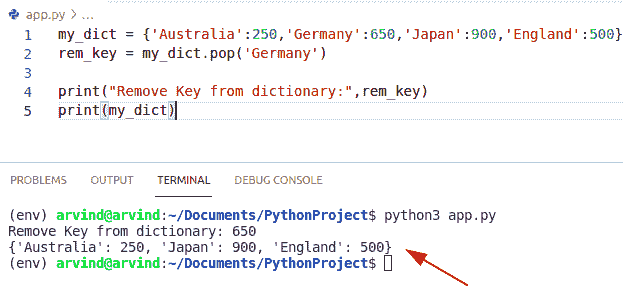 app.py > ...
1 my_dict = {'Australia':250,'Germany':650,'Japan':900,'England':500}
2 rem_key = my_dict.pop('Germany')
3
4 print("Remove Key from dictionary:",rem_key)
5 print(my_dict)
PROBLEMS OUTPUT TERMINAL DEBUG CONSOLE
(env) arvind@arvind:~/Documents/PythonProject$ python3 app.py
Remove Key from dictionary: 650
{'Australia': 250, 'Japan': 900, 'England': 500}
(env) arvind@arvind:~/Documents/PythonProject$